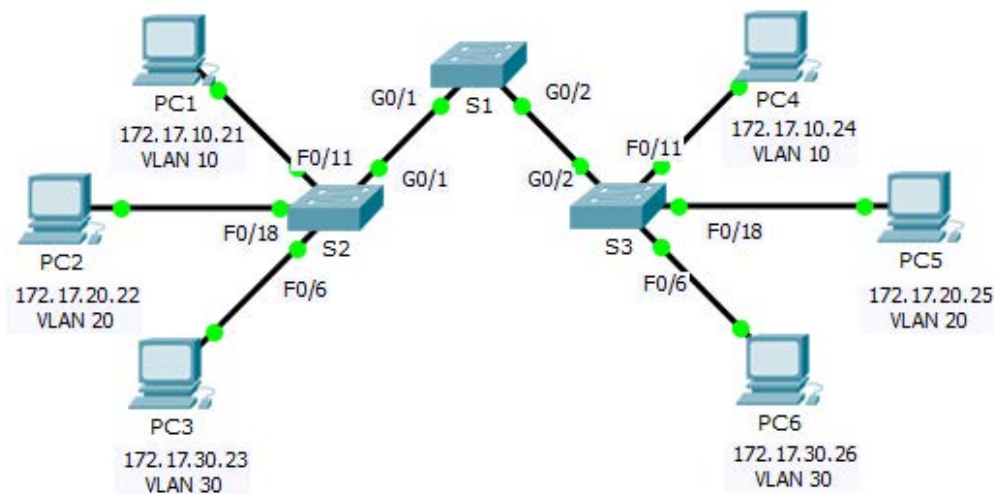 PC1
172.17.10.21
VLAN 10
G0/1
S1
G0/2
PC4
172.17.10.24
VLAN 10
F0/11
G0/1
F0/11
G0/2
PC2
172.17.20.22
VLAN 20
F0/18
S2
F0/6
S3
F0/18
F0/6
PC5
172.17.20.25
VLAN 20
PC3
172.17.30.23
VLAN 30
PC6
172.17.30.26
VLAN 30